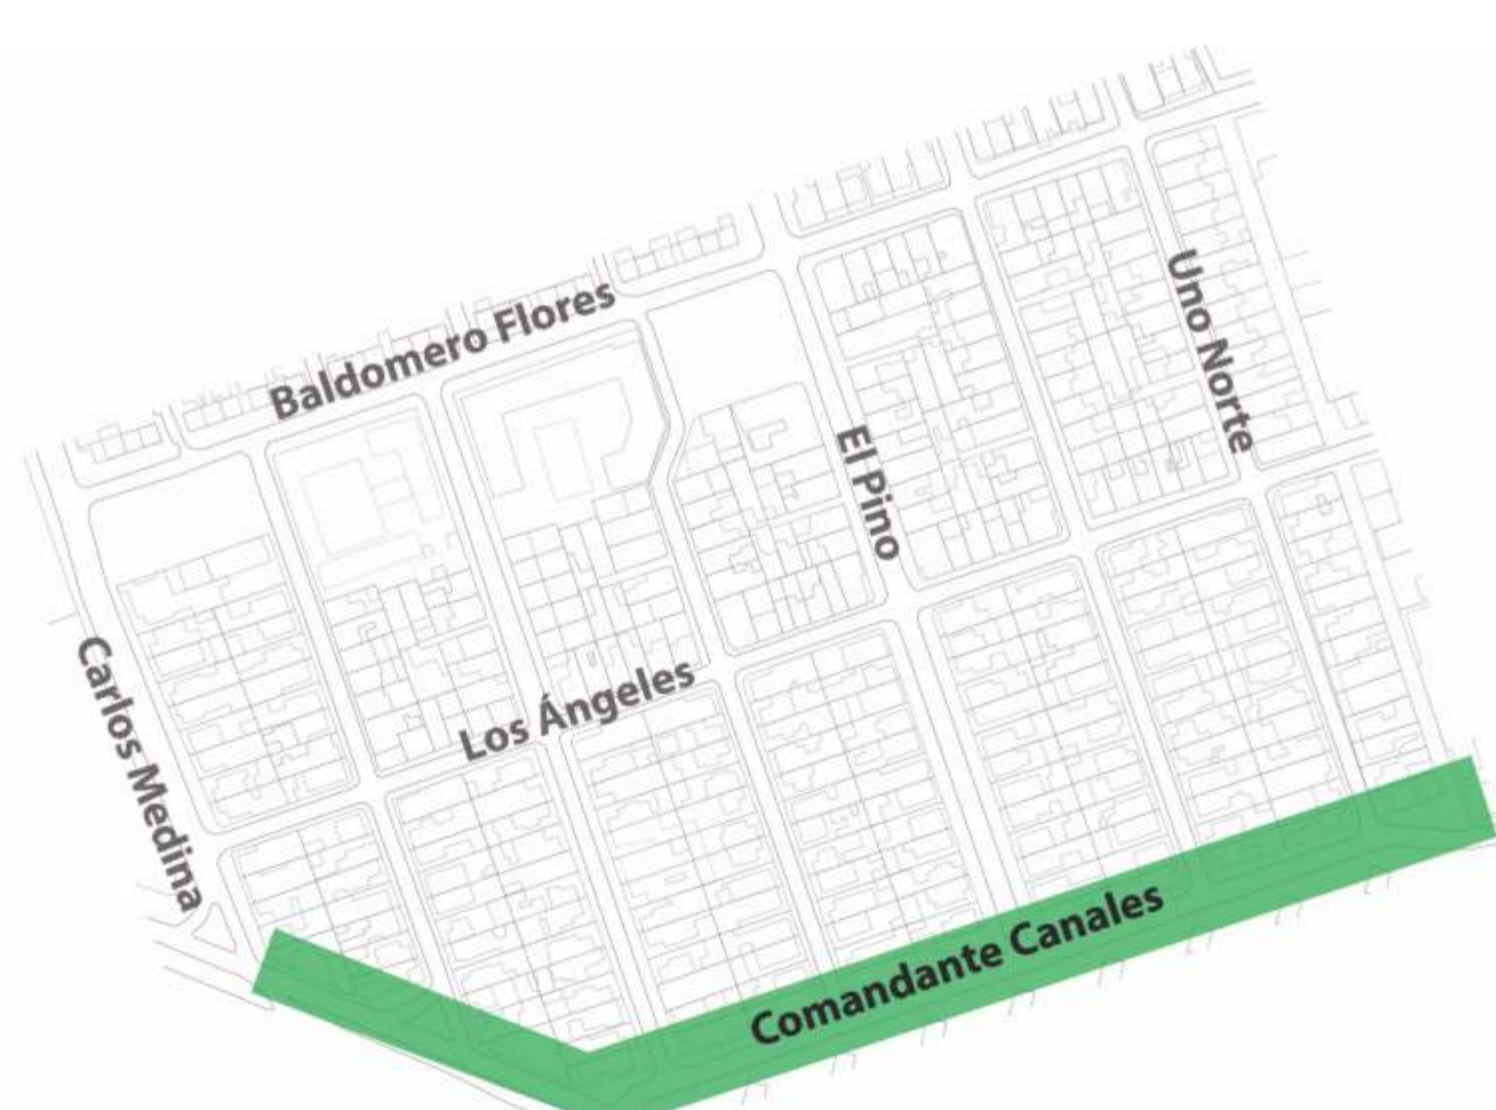 Baldomero Flores
Uno Norte
El Pino
Los Ángeles
Carlos Medina
Comandante Canales